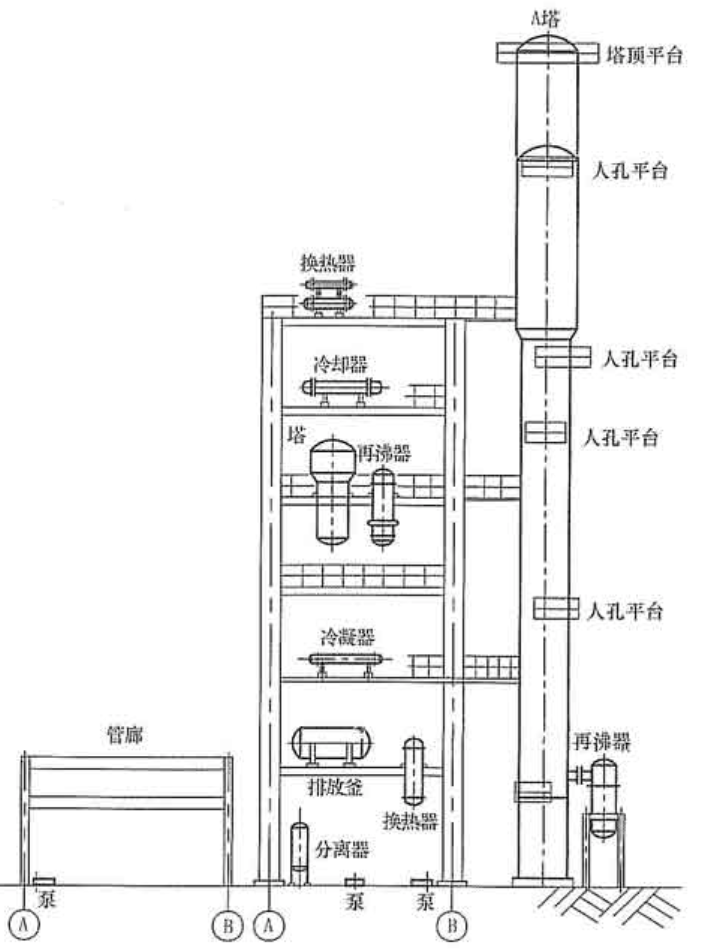 A塔
塔顶平台
人孔平台
换热器
人孔平台
冷却器
塔
再沸器
人孔平台
人孔平台
冷凝器
管廊
再沸器
排放釜
换热器
分离器
泵
泵
泵
A
B
A
B